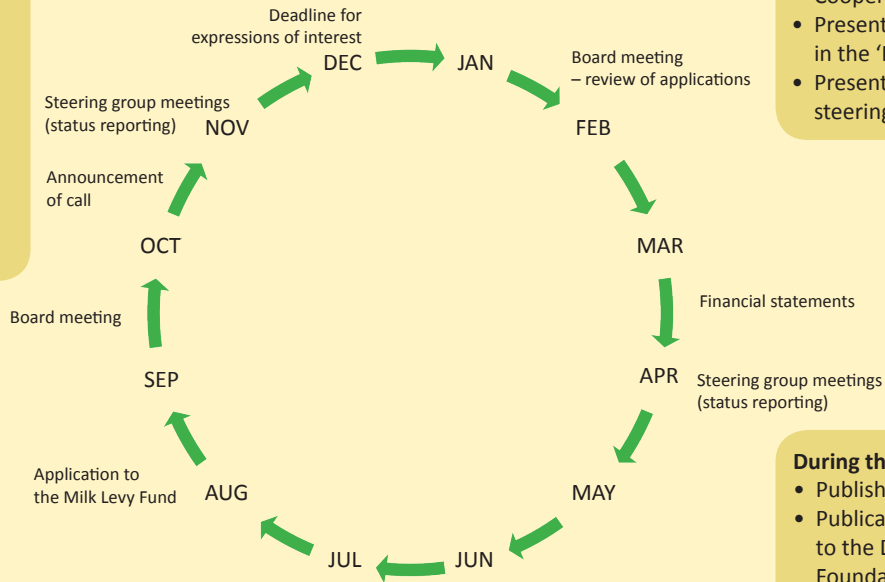 Deadline for
expressions of interest
DEC
JAN
Board meeting
– review of applications
FEB
MAR
Financial statements
APR
Steering group meetings
(status reporting)
MAY
JUN
JUL
AUG
Application to
the Milk Levy Fund
SEP
Board meeting
OCT
Announcement
of call
NOV
Steering group meetings
(status reporting)
• Present
in the
• Present
steering
During th
• Publish
• Publica
to the D
Founda